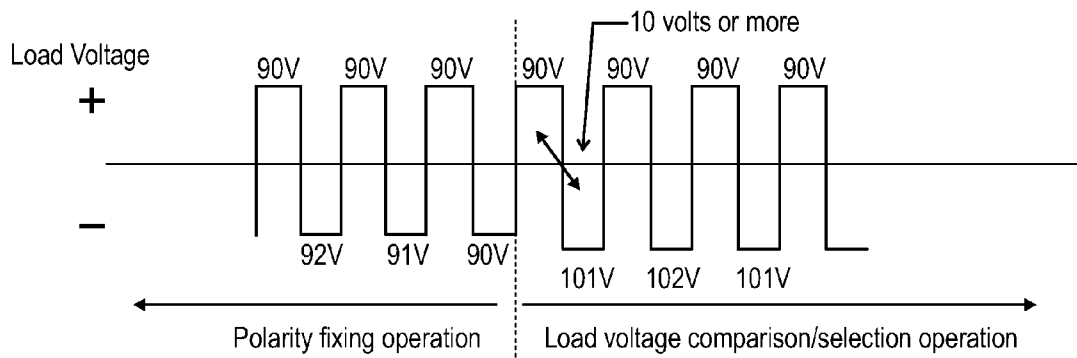 10 volts or more
Load Voltage
90V 90V 90V 90V 90V 90V 90V
+
−
92V 91V 90V
101V 102V 101V
Polarity fixing operation
Load voltage comparison/selection operation